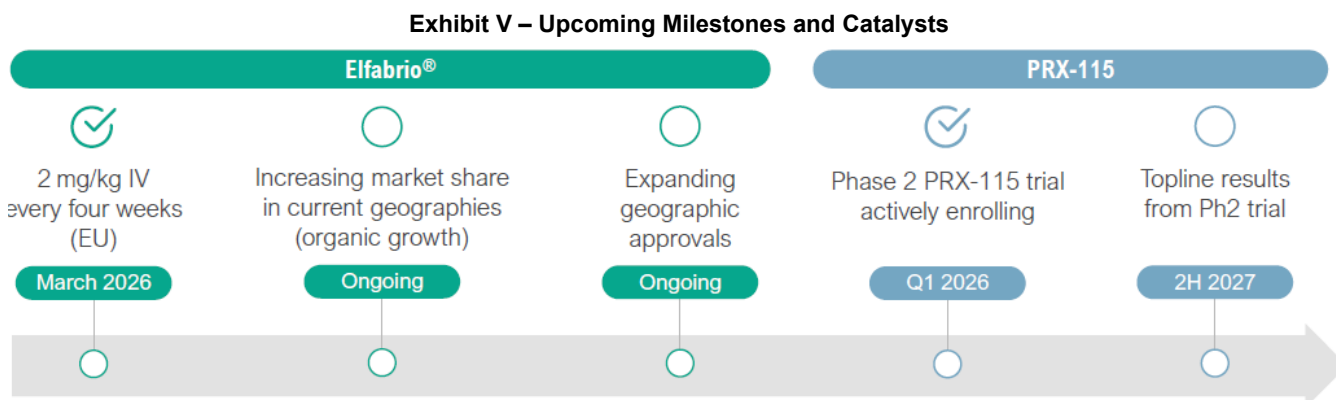 Exhibit V – Upcoming Milestones and Catalysts
Elfabrio®
PRX-115
2 mg/kg IV
every four weeks
(EU)
March 2026
Increasing market share
in current geographies
(organic growth)
Ongoing
Expanding
geographic
approvals
Ongoing
Phase 2 PRX-115 trial
actively enrolling
Q1 2026
Topline results
from Ph2 trial
2H 2027